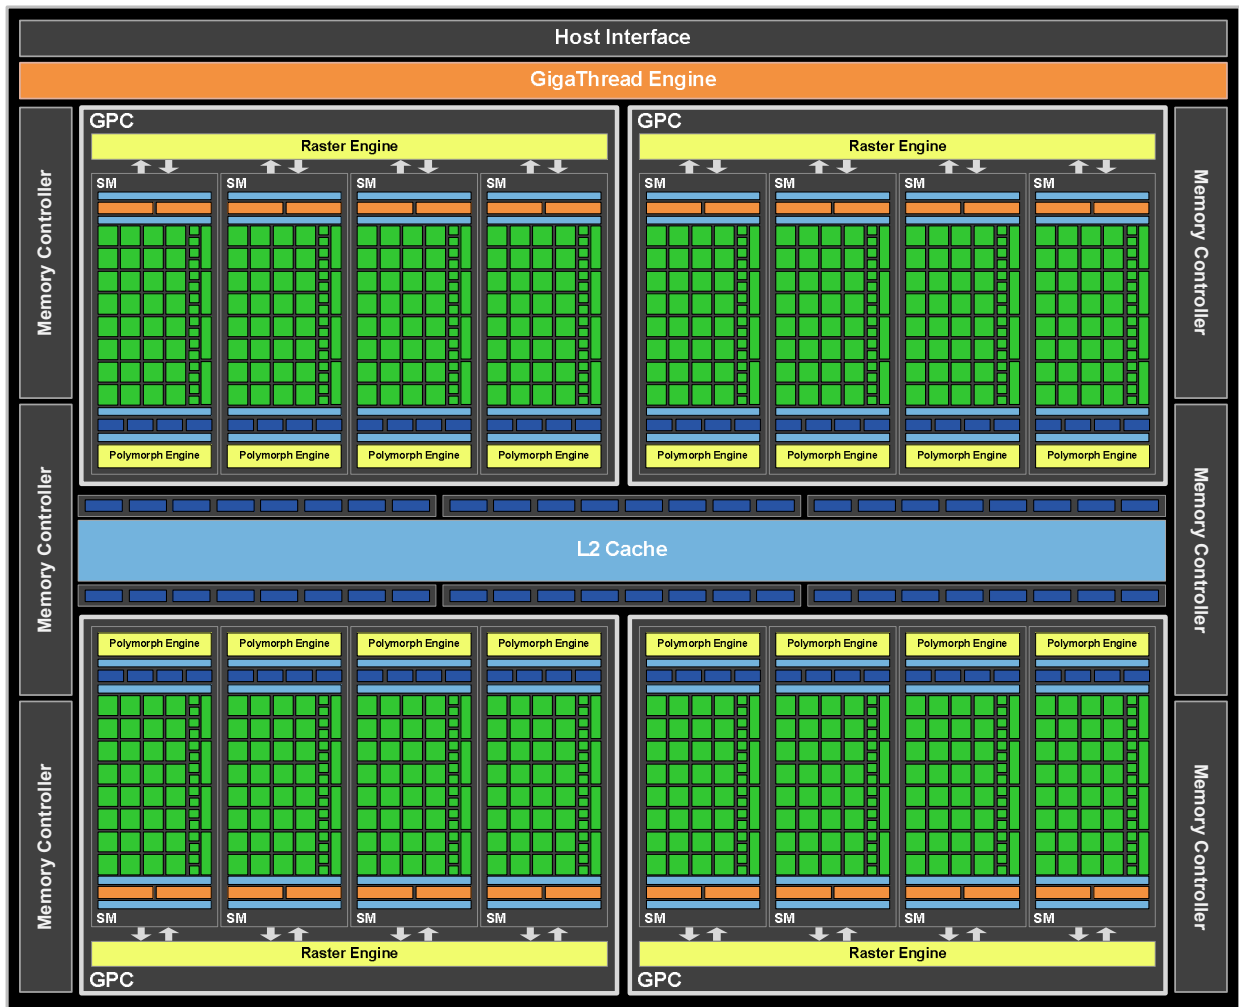 Host Interface
GigaThread Engine
GPC
GPC
Raster Engine
Raster Engine
SM
SM
SM
SM
SM
SM
SM
SM
Memory Controller
Memory Controller
Polymorph Engine
Polymorph Engine
Polymorph Engine
Polymorph Engine
Polymorph Engine
Polymorph Engine
Polymorph Engine
Polymorph Engine
L2 Cache
Memory Controller
Memory Controller
Polymorph Engine
Polymorph Engine
Polymorph Engine
Polymorph Engine
Polymorph Engine
Polymorph Engine
Polymorph Engine
Polymorph Engine
Memory Controller
Memory Controller
SM
SM
SM
SM
SM
SM
SM
SM
Raster Engine
Raster Engine
GPC
GPC